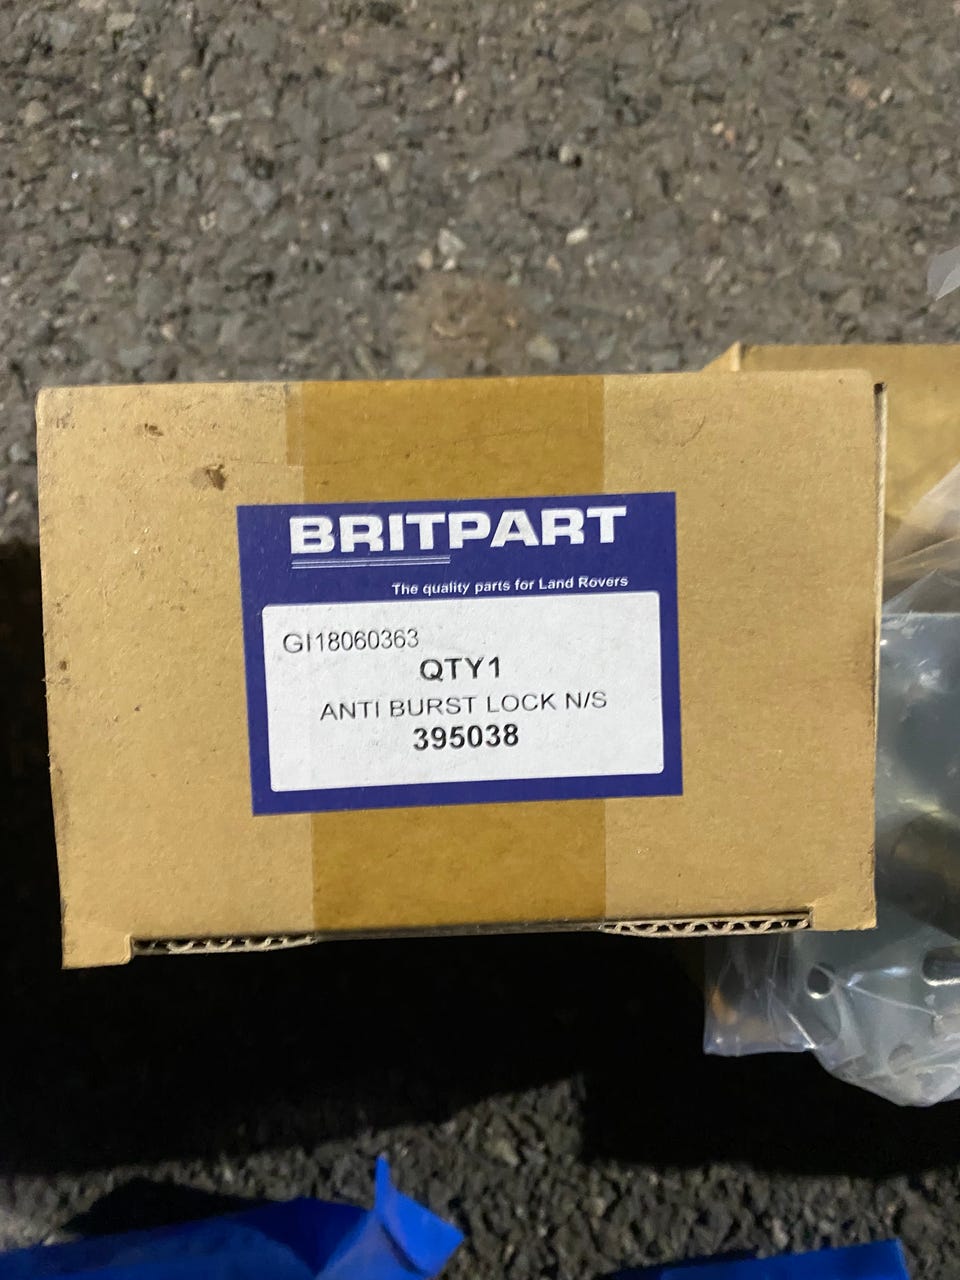 BRITPART
The quality parts for Land Rovers
GI18060363
QTY1
ANTI BURST LOCK N/S
395038